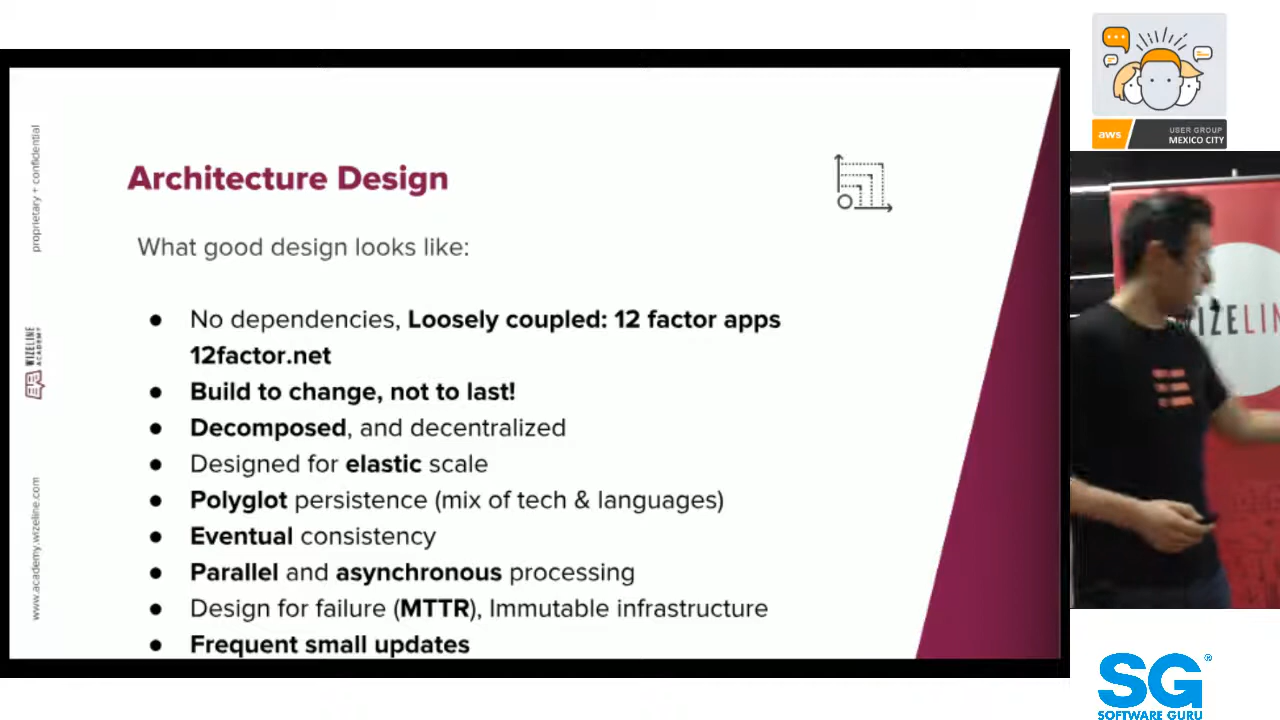 Architecture Design
What good design looks like:
● No dependencies, Loosely coupled: 12 factor apps
12factor.net
● Build to change, not to last!
● Decomposed, and decentralized
● Designed for elastic scale
● Polyglot persistence (mix of tech & languages)
● Eventual consistency
● Parallel and asynchronous processing
● Design for failure (MTTR), Immutable infrastructure
● Frequent small updates
proprietary + confidential
WIZELINE
ACADEMY
www.academy.wizeline.com
aws
USER GROUP
MEXICO CITY
IZELIN
SG®
SOFTWARE GURU